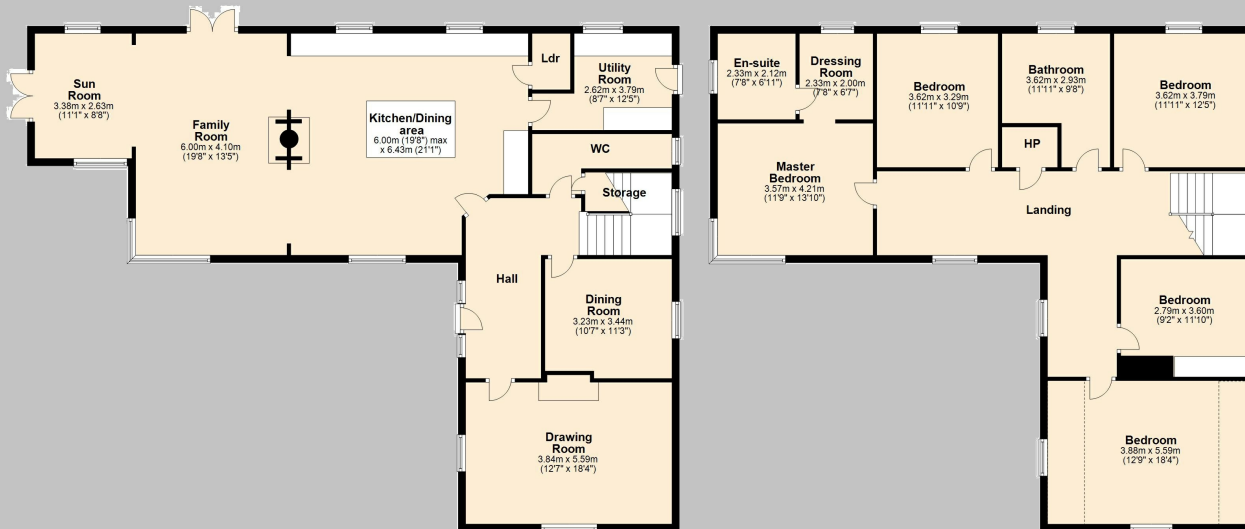 Sun
Room
3.38m x 2.63m
(11'1" x 8'8")
Family
Room
6.00m x 4.10m
(19'8" x 13'5")
Kitchen/Dining
area
6.00m (19'8") max
x 6.43m (21'1")
Ldr
Utility
Room
2.62m x 3.79m
(8'7" x 12'5")
WC
Storage
Hall
Dining
Room
3.23m x 3.44m
(10'7" x 11'3")
Drawing
Room
3.84m x 5.59m
(12'7" x 18'4")
En-suite
2.33m x 2.12m
(7'8" x 6'11")
Dressing
Room
2.33m x 2.00m
(7'8" x 6'7")
Bedroom
3.62m x 3.29m
(11'11" x 10'9")
Bathroom
3.62m x 2.93m
(11'11" x 9'8")
Bedroom
3.62m x 3.79m
(11'11" x 12'5")
HP
Master
Bedroom
3.57m x 4.21m
(11'9" x 13'10")
Landing
Bedroom
2.79m x 3.60m
(9'2" x 11'10")
Bedroom
3.88m x 5.59m
(12'9" x 18'4")